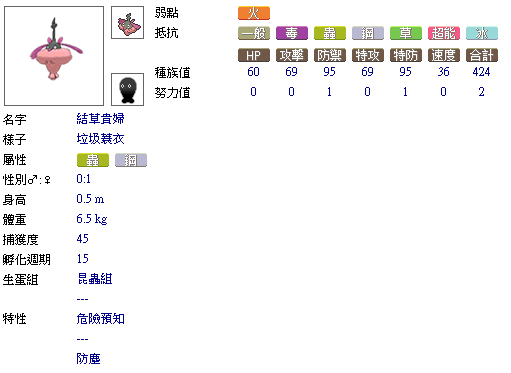 弱點 火
抵抗 一般 毒 蟲 鋼 草 超能 冰
HP 攻擊 防禦 特攻 特防 速度 合計
種族值 60 69 95 69 95 36 424
努力值 0 0 1 0 1 0 2
名字 結草貴婦
樣子 垃圾蓑衣
屬性 蟲 鋼
性別♂:♀ 0:1
身高 0.5 m
體重 6.5 kg
捕獲度 45
孵化週期 15
生蛋組 昆蟲組
---
特性 危險預知
---
防塵